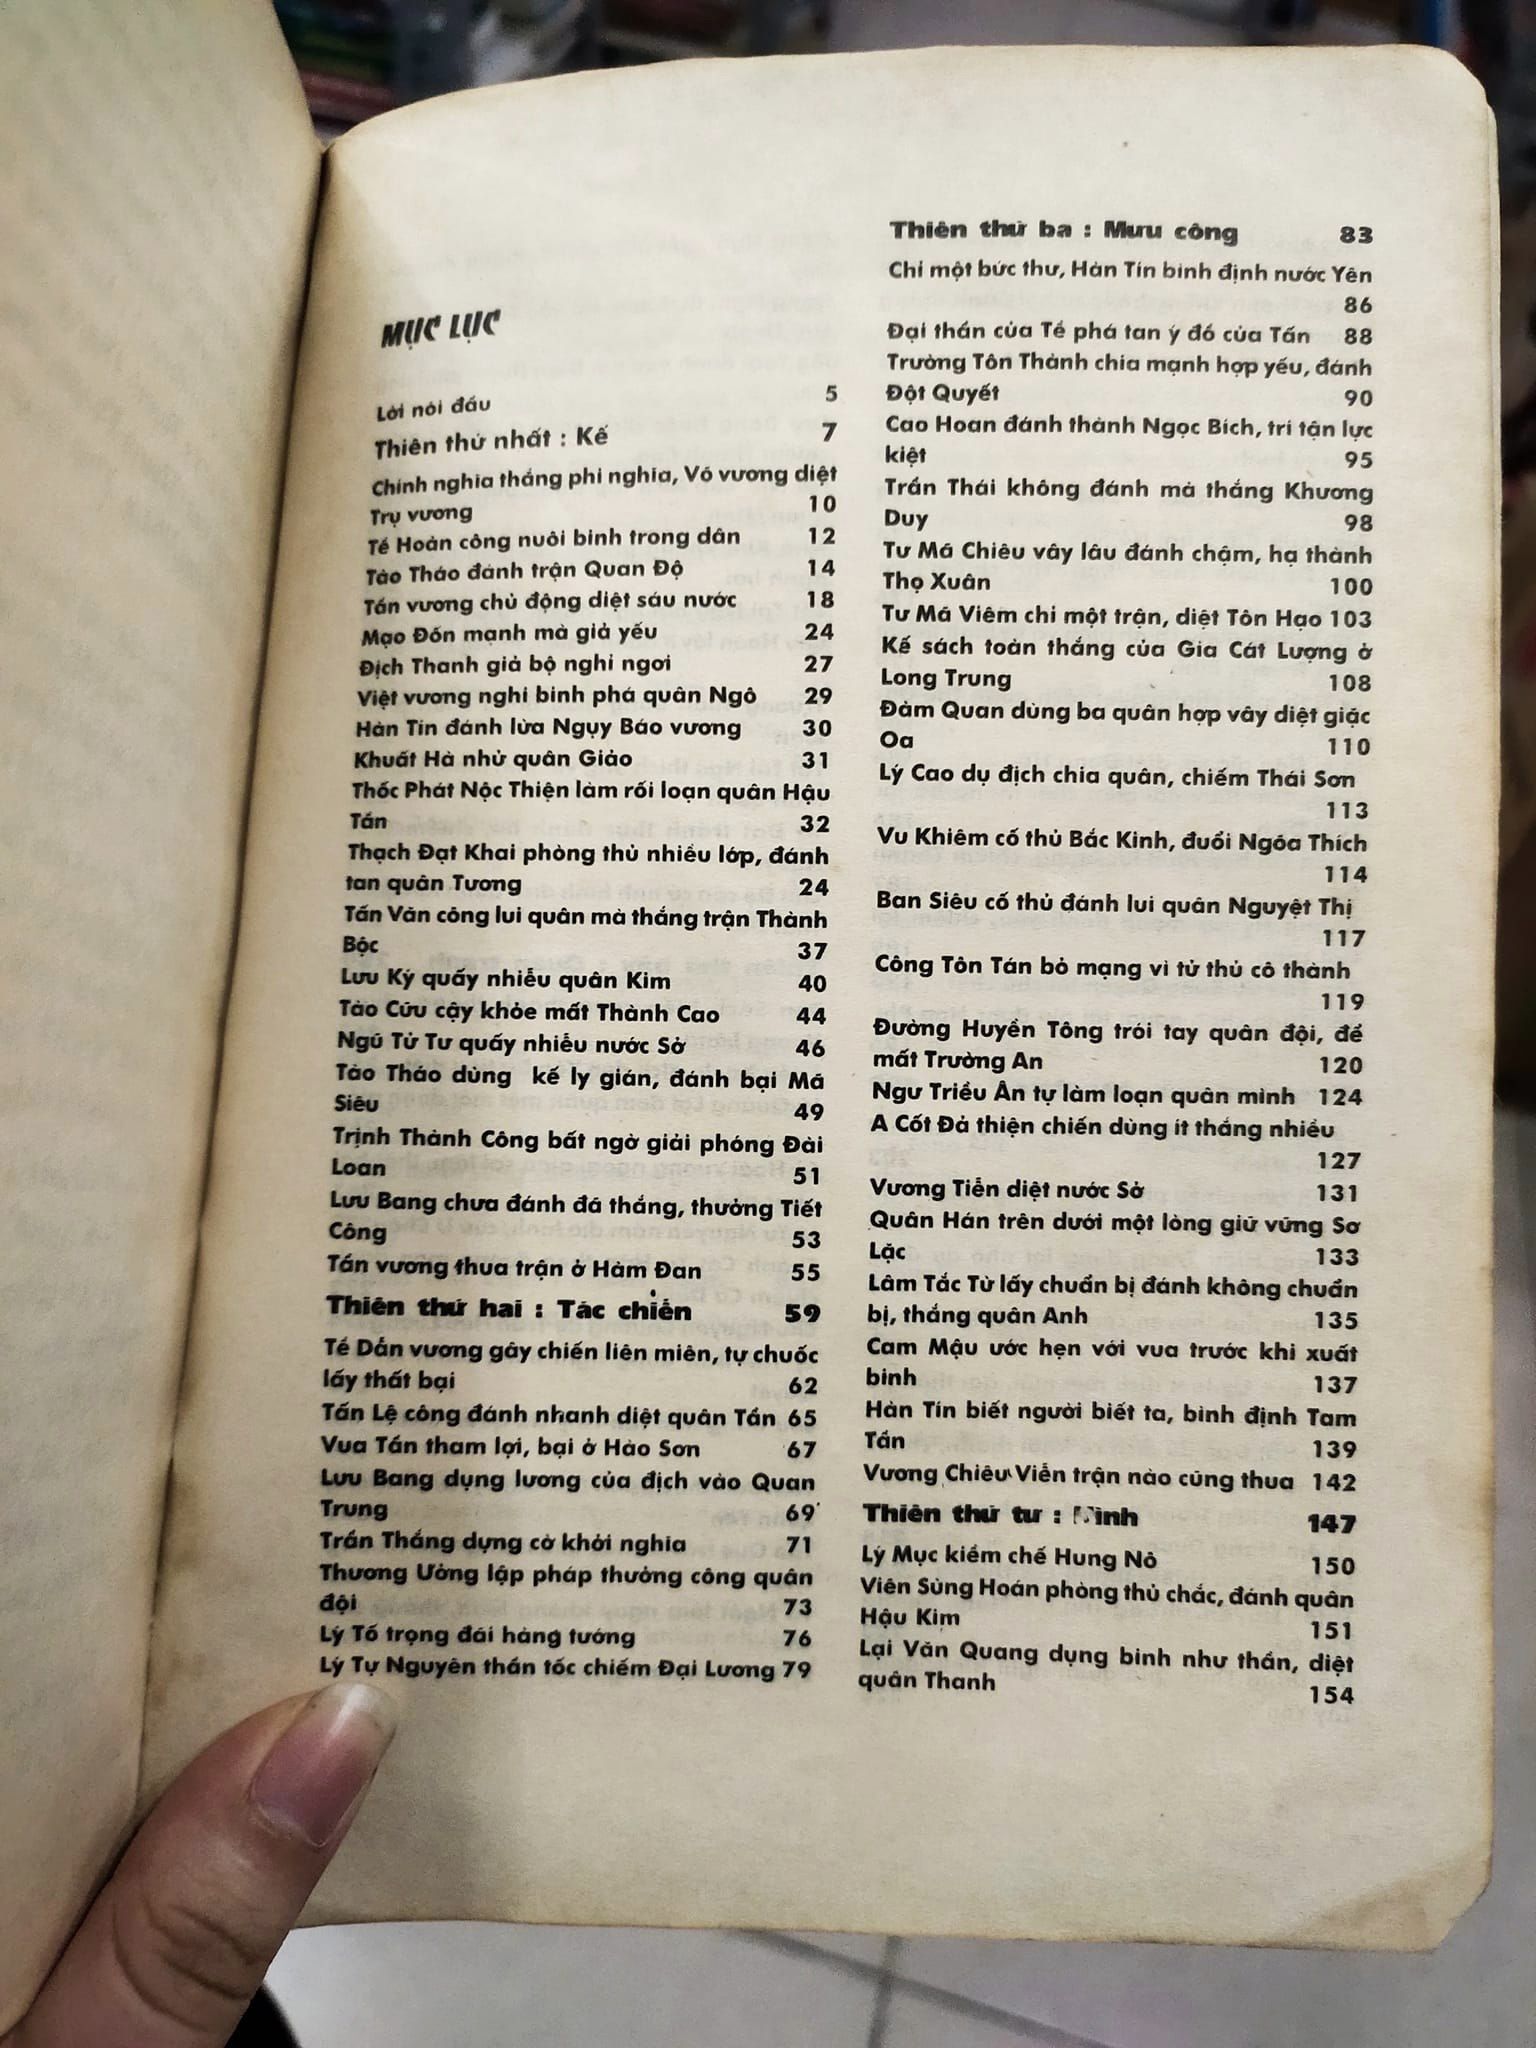 MỤC LỤC
Lời nói đầu 5
Thiên thứ nhất : Kế 7
Chính nghĩa thắng phi nghĩa, Võ vương diệt
Trụ vương 10
Tề Hoàn công nuôi binh trong dân 12
Tào Tháo đánh trận Quan Độ 14
Tần vương chủ động diệt sáu nước 18
Mạo Đốn mạnh mà giả yếu 24
Địch Thanh giả bộ nghỉ ngơi 27
Việt vương nghi binh phá quân Ngô 29
Hàn Tín đánh lừa Ngụy Báo vương 30
Khuất Hà nhử quân Giảo 31
Thốc Phát Nộc Thiện làm rối loạn quân Hậu
Tần 32
Thạch Đạt Khai phòng thủ nhiều lớp, đánh
tan quân Tương 24
Tấn Văn công lui quân mà thắng trận Thành
Bộc 37
Lưu Kỳ quấy nhiễu quân Kim 40
Tào Cữu cậy khỏe mất Thành Cao 44
Ngũ Tử Tư quấy nhiễu nước Sở 46
Tào Tháo dùng kế ly gián, đánh bại Mã
Siêu 49
Trịnh Thành Công bất ngờ giải phóng Đài
Loan 51
Lưu Bang chưa đánh đã thắng, thưởng Tiết
Công 53
Tần vương thua trận ở Hàm Đan 55
Thiên thứ hai : Tác chiến 59
Tề Dẫn vương gây chiến liên miên, tự chuốc
lấy thất bại 62
Tấn Lệ công đánh nhanh diệt quân Tần 65
Vua Tần tham lợi, bại ở Hào Sơn 67
Lưu Bang dụng lương của địch vào Quan
Trung 69
Trần Thắng dựng cờ khởi nghĩa 71
Thương Ưởng lập pháp thưởng công quân
đội 73
Lý Tố trọng đãi hàng tướng 76
Lý Tự Nguyên thần tốc chiếm Đại Lương 79
Thiên thứ ba : Mưu công 83
Chỉ một bức thư, Hàn Tín bình định nước Yên
86
Đại thần của Tề phá tan ý đồ của Tấn 88
Trường Tôn Thành chia mạnh hợp yếu, đánh
Đột Quyết 90
Cao Hoan đánh thành Ngọc Bích, trí tận lực
kiệt 95
Trần Thái không đánh mà thắng Khương
Duy 98
Tư Mã Chiêu vây lâu đánh chậm, hạ thành
Thọ Xuân 100
Tư Mã Viêm chỉ một trận, diệt Tôn Hạo 103
Kế sách toàn thắng của Gia Cát Lượng ở
Long Trung 108
Đàm Quan dùng ba quân hợp vây diệt giặc
Oa 110
Lý Cao dụ địch chia quân, chiếm Thái Sơn
113
Vu Khiêm cố thủ Bắc Kinh, đuổi Ngõa Thích
114
Ban Siêu cố thủ đánh lui quân Nguyệt Thị
117
Công Tôn Tán bỏ mạng vì tử thủ cô thành
119
Đường Huyền Tông trói tay quân đội, để
mất Trường An 120
Ngư Triều Ân tự làm loạn quân mình 124
A Cốt Đả thiện chiến dùng ít thắng nhiều
127
Vương Tiễn diệt nước Sở 131
Quân Hán trên dưới một lòng giữ vững Sơ
Lặc 133
Lâm Tắc Từ lấy chuẩn bị đánh không chuẩn
bị, thắng quân Anh 135
Cam Mậu ước hẹn với vua trước khi xuất
binh 137
Hàn Tín biết người biết ta, bình định Tam
Tần 139
Vương Chiêu Viễn trận nào cũng thua 142
Thiên thứ tư : Hình 147
Lý Mục kiềm chế Hung Nô 150
Viên Sùng Hoán phòng thủ chắc, đánh quân
Hậu Kim 151
Lại Văn Quang dụng binh như thần, diệt
quân Thanh 154